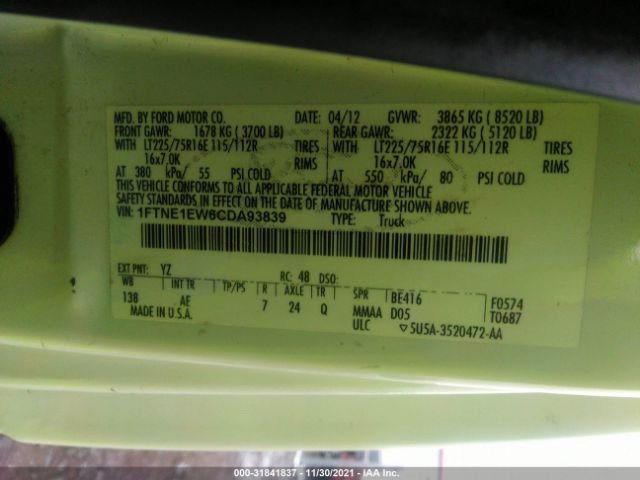 MFD. BY FORD MOTOR CO. DATE: 04/12 GVWR: 3865 KG ( 8520 LB)
FRONT GAWR: 1678 KG ( 3700 LB) REAR GAWR: 2322 KG ( 5120 LB)
WITH LT225/75R16E 115/112R TIRES WITH LT225/75R16E 115/112R TIRES
16x7.0K RIMS 16x7.0K RIMS
AT 380 kPa/ 55 PSI COLD AT 550 kPa/ 80 PSI COLD
THIS VEHICLE CONFORMS TO ALL APPLICABLE FEDERAL MOTOR VEHICLE
SAFETY STANDARDS IN EFFECT ON THE DATE OF MANUFACTURE SHOWN ABOVE.
VIN: 1FTNE1EW6CDA93839 TYPE: Truck
EXT PNT: YZ RC: 48 DSO:
WB INT TR TP/PS R AXLE TR SPR BE416 F0574
138 AE 7 24 Q MMAA D05 T0687
MADE IN U.S.A. ULC ▽5U5A-3520472-AA
000-31841837 - 11/30/2021 - IAA Inc.